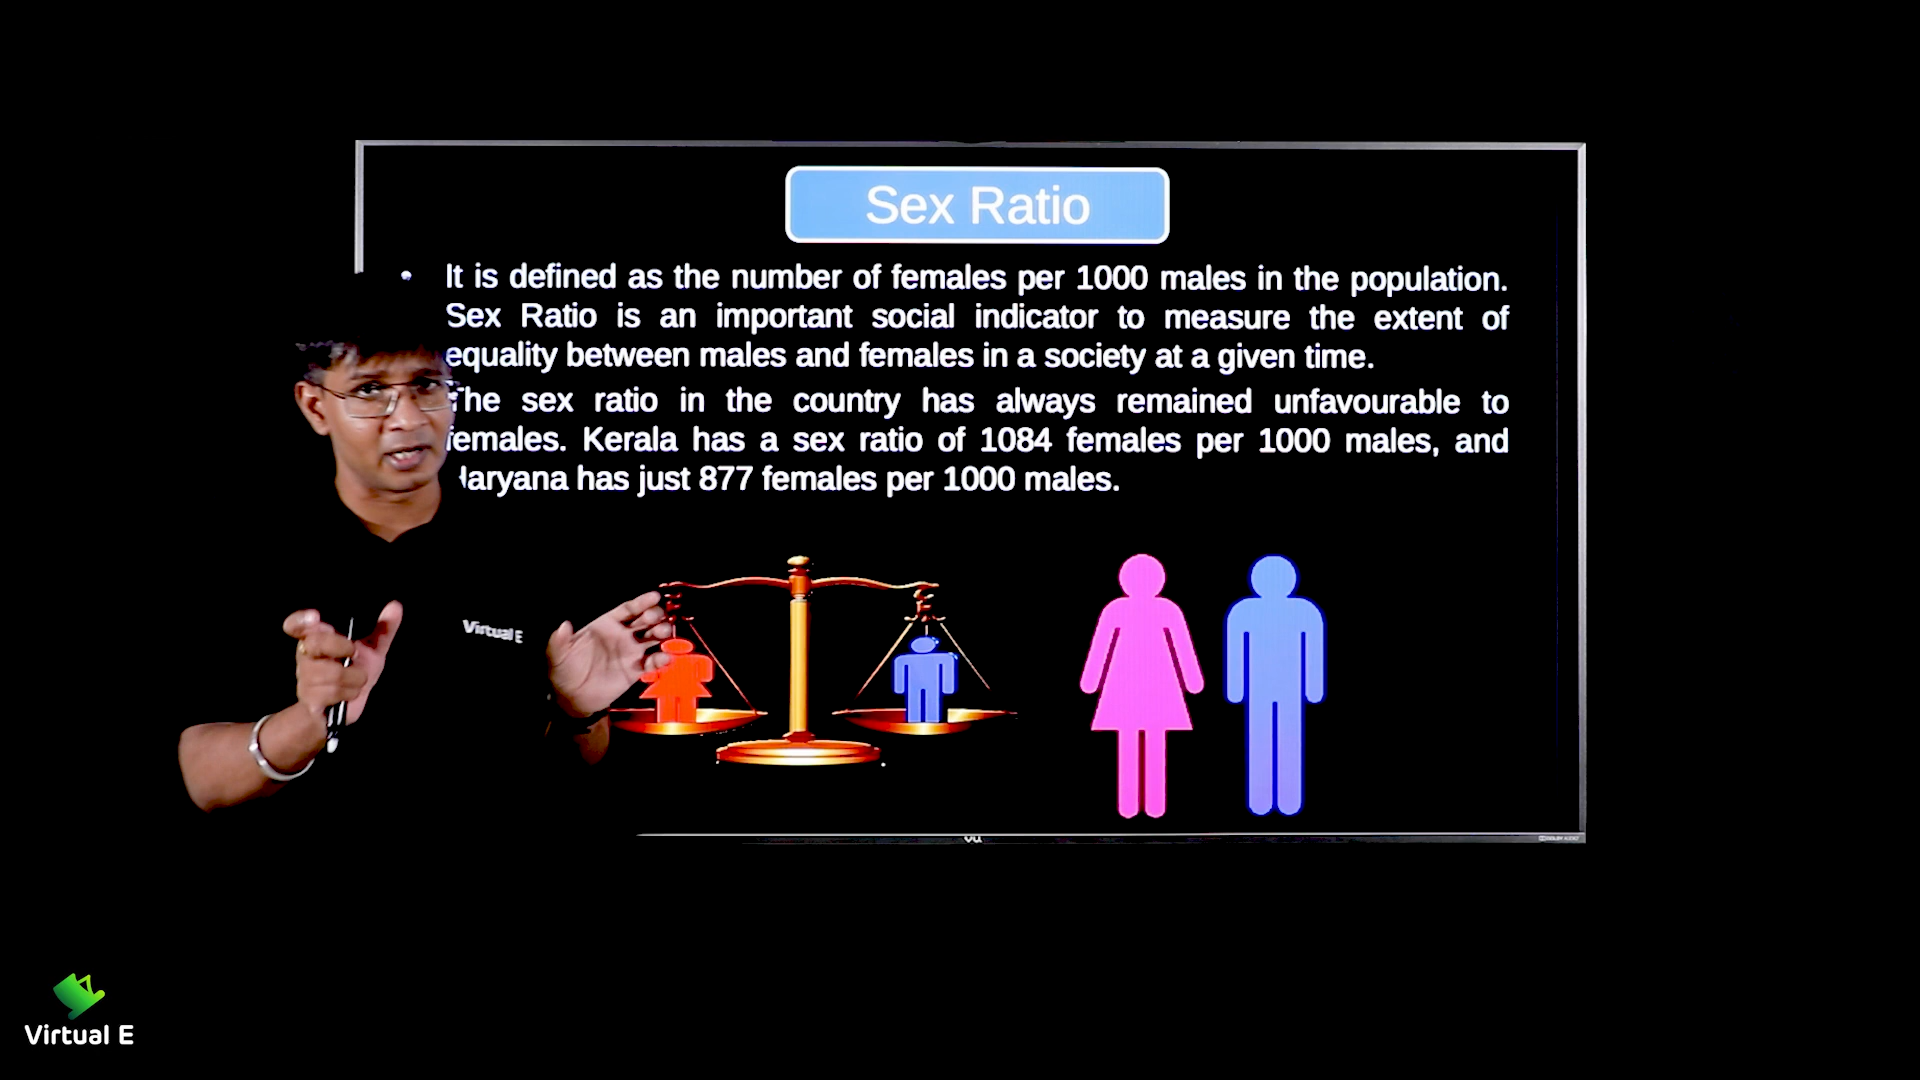 Sex Ratio
• It is defined as the number of females per 1000 males in the population.
Sex Ratio is an important social indicator to measure the extent of
equality between males and females in a society at a given time.
The sex ratio in the country has always remained unfavourable to
females. Kerala has a sex ratio of 1084 females per 1000 males, and
Haryana has just 877 females per 1000 males.
Virtual E
vu
Virtual E